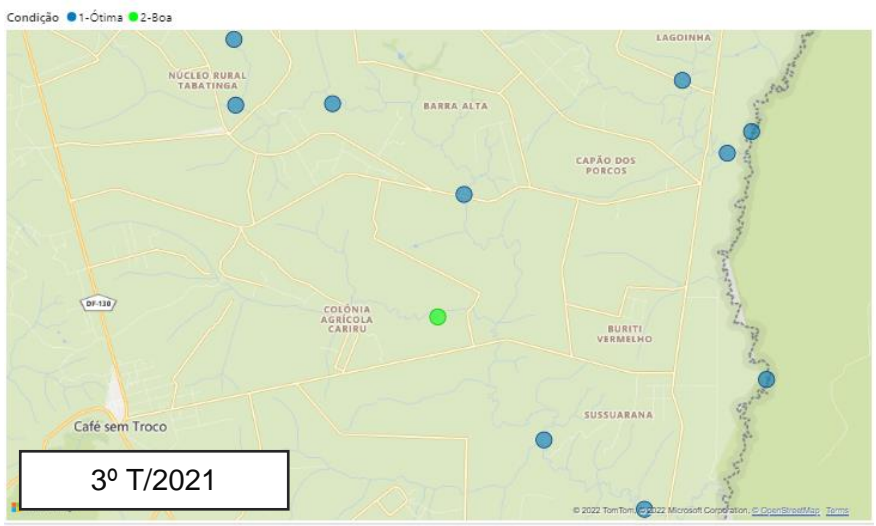 Condição 1-Ótima 2-Boa
LAGOINHA
NÚCLEO RURAL
TABATINGA
BARRA ALTA
CAPÃO DOS
PORCOS
DF-130
COLÔNIA
AGRÍCOLA
CARIRU
BURITI
VERMELHO
SUSSUARANA
Café sem Troco
3º T/2021
© 2022 TomTom, © 2022 Microsoft Corporation, © OpenStreetMap Terms